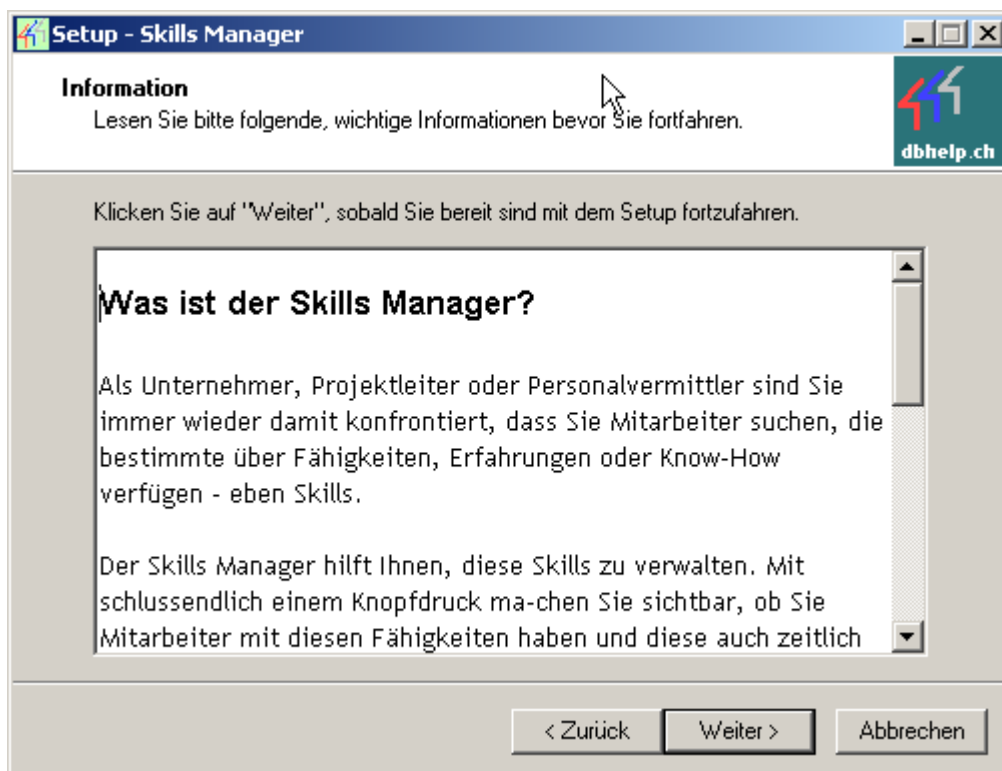 Setup - Skills Manager
Information
Lesen Sie bitte folgende, wichtige Informationen bevor Sie fortfahren.
dbhelp.ch
Klicken Sie auf "Weiter", sobald Sie bereit sind mit dem Setup fortzufahren.
Was ist der Skills Manager?
Als Unternehmer, Projektleiter oder Personalvermittler sind Sie
immer wieder damit konfrontiert, dass Sie Mitarbeiter suchen, die
bestimmte über Fähigkeiten, Erfahrungen oder Know-How
verfügen - eben Skills.
Der Skills Manager hilft Ihnen, diese Skills zu verwalten. Mit
schlussendlich einem Knopfdruck ma-chen Sie sichtbar, ob Sie
Mitarbeiter mit diesen Fähigkeiten haben und diese auch zeitlich
< Zurück
Weiter >
Abbrechen